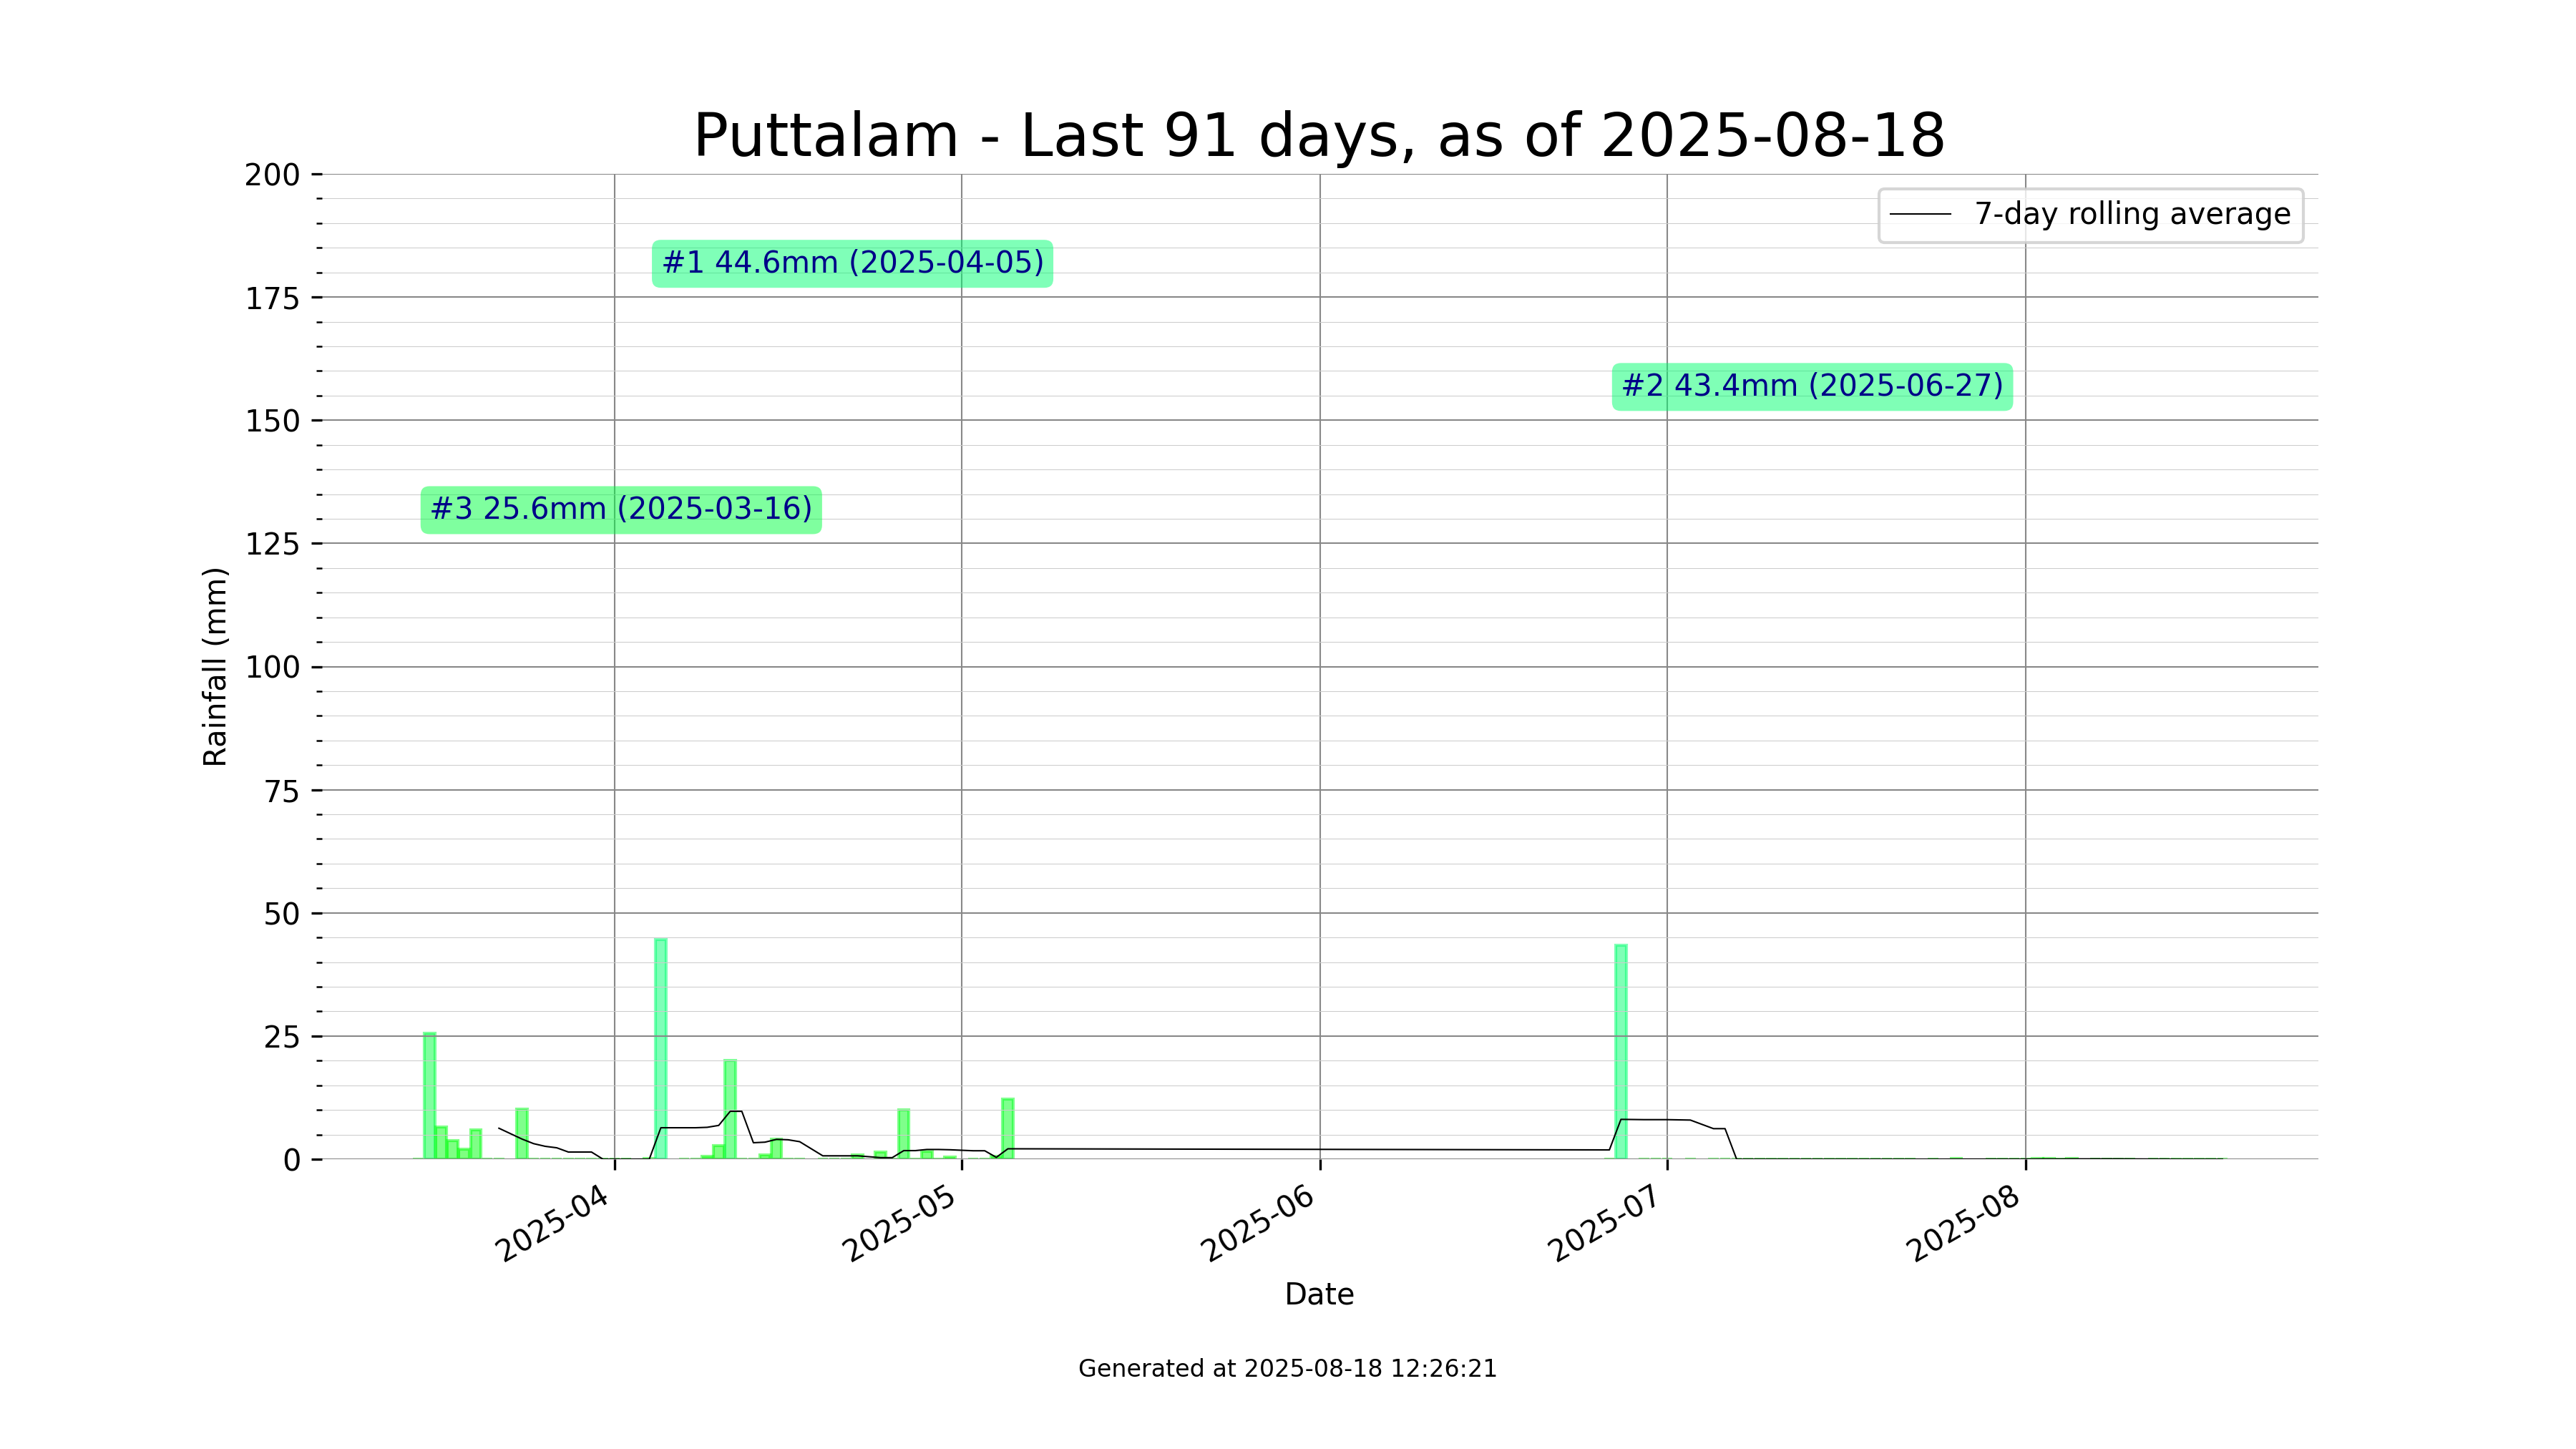 Puttalam - Last 91 days, as of 2025-08-18
7-day rolling average
#1 44.6mm (2025-04-05)
#2 43.4mm (2025-06-27)
#3 25.6mm (2025-03-16)
Rainfall (mm)
200
175
150
125
100
75
50
25
0
2025-04
2025-05
2025-06
2025-07
2025-08
Date
Generated at 2025-08-18 12:26:21